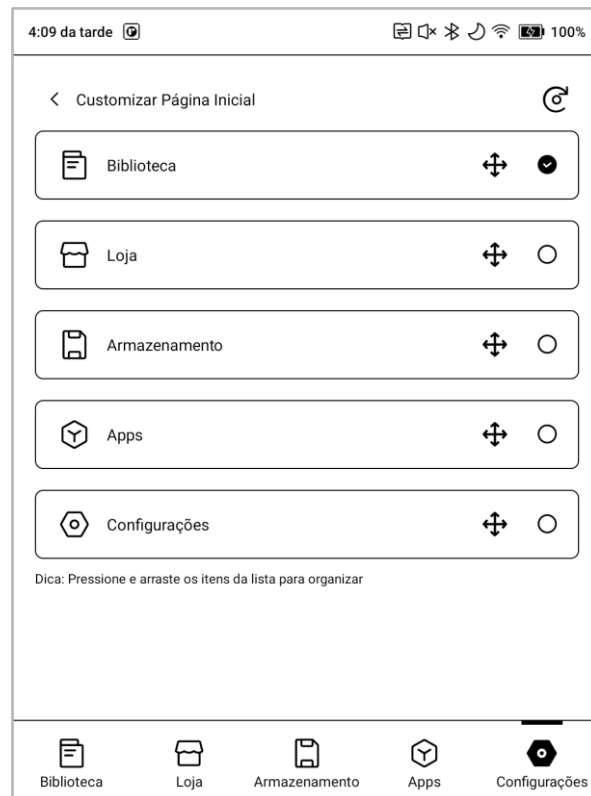 4:09 da tarde 100%
Customizar Página Inicial
Biblioteca
Loja
Armazenamento
Apps
Configurações
Dica: Pressione e arraste os itens da lista para organizar
Biblioteca Loja Armazenamento Apps Configurações